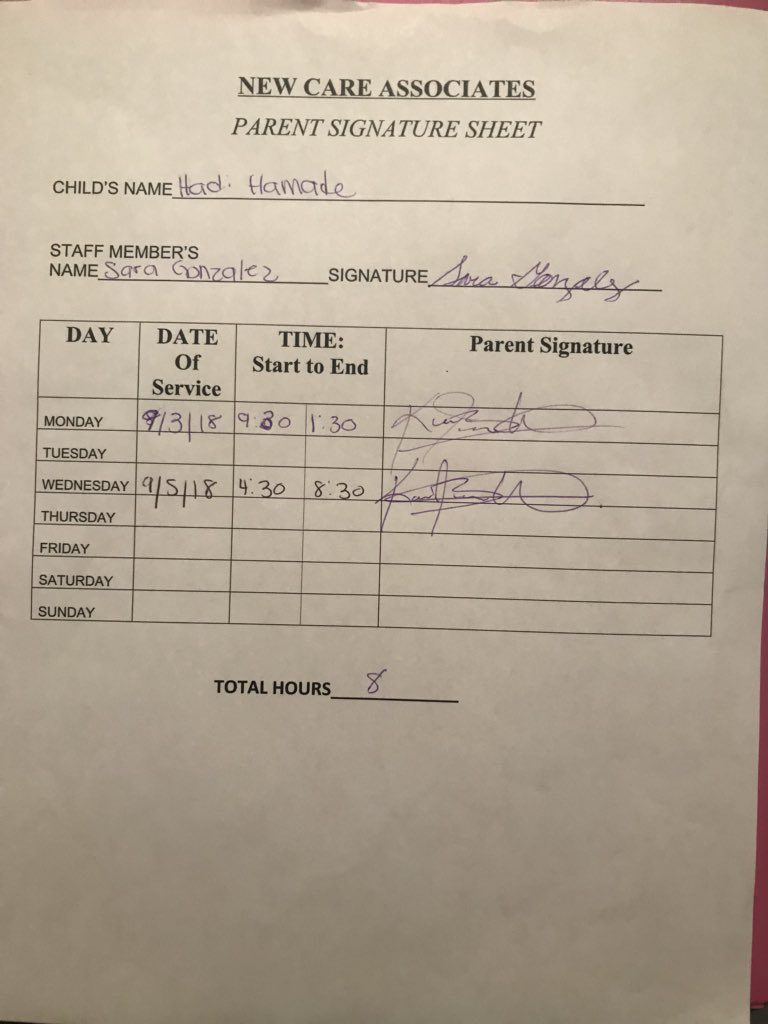 NEW CARE ASSOCIATES
PARENT SIGNATURE SHEET
CHILD'S NAME Hadi Hamade
STAFF MEMBER'S
NAME Sara Gonzalez SIGNATURE Sara Gonzalez
DAY DATE Of Service TIME: Start to End Parent Signature
MONDAY 9/3/18 9:30 1:30
TUESDAY
WEDNESDAY 9/5/18 4:30 8:30
THURSDAY
FRIDAY
SATURDAY
SUNDAY
TOTAL HOURS 8